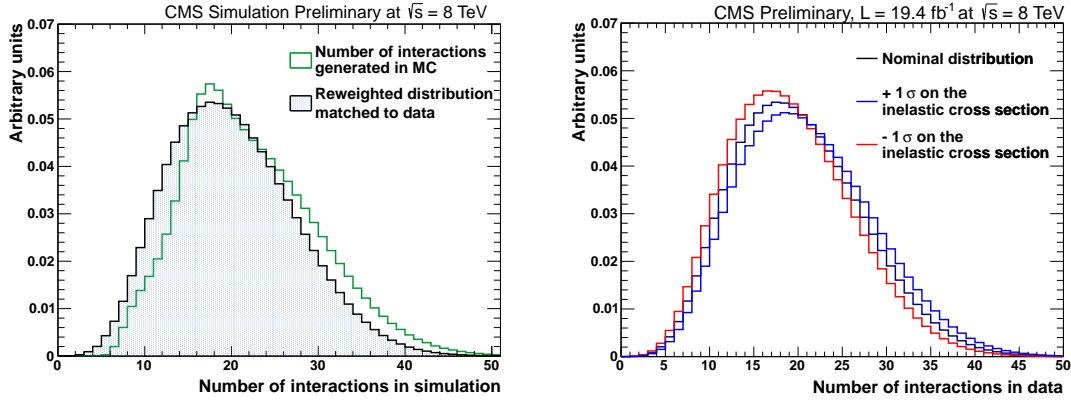 CMS Simulation Preliminary at √s = 8 TeV
Arbitrary units
0.07
0.06
0.05
0.04
0.03
0.02
0.01
0
Number of interactions
generated in MC
Reweighted distribution
matched to data
0 10 20 30 40 50
Number of interactions in simulation
CMS Preliminary, L = 19.4 fb⁻¹ at √s = 8 TeV
Arbitrary units
0.07
0.06
0.05
0.04
0.03
0.02
0.01
0
Nominal distribution
+ 1 σ on the
inelastic cross section
- 1 σ on the
inelastic cross section
0 5 10 15 20 25 30 35 40 45 50
Number of interactions in data